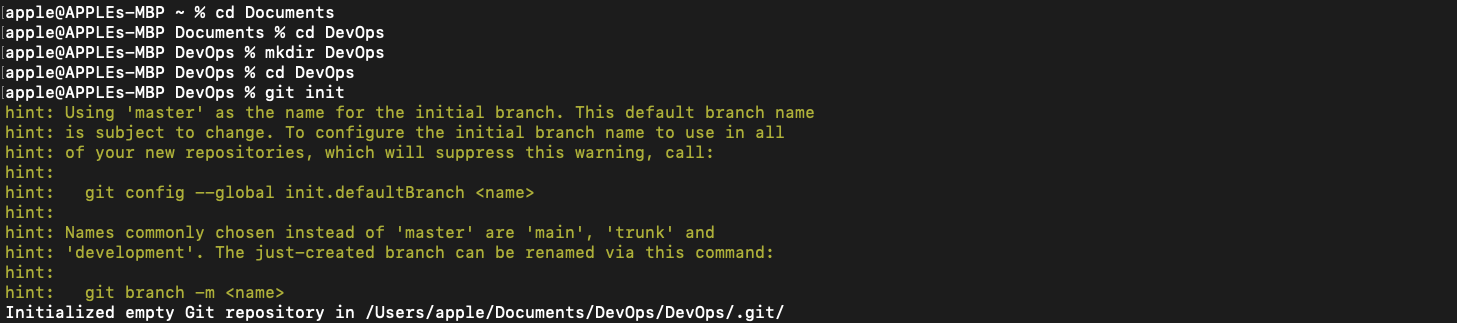 [apple@APPLEs-MBP ~ % cd Documents
[apple@APPLEs-MBP Documents % cd DevOps
[apple@APPLEs-MBP DevOps % mkdir DevOps
[apple@APPLEs-MBP DevOps % cd DevOps
[apple@APPLEs-MBP DevOps % git init
hint: Using 'master' as the name for the initial branch. This default branch name
hint: is subject to change. To configure the initial branch name to use in all
hint: of your new repositories, which will suppress this warning, call:
hint:
hint:   git config --global init.defaultBranch <name>
hint:
hint: Names commonly chosen instead of 'master' are 'main', 'trunk' and
hint: 'development'. The just-created branch can be renamed via this command:
hint:
hint:   git branch -m <name>
Initialized empty Git repository in /Users/apple/Documents/DevOps/DevOps/.git/